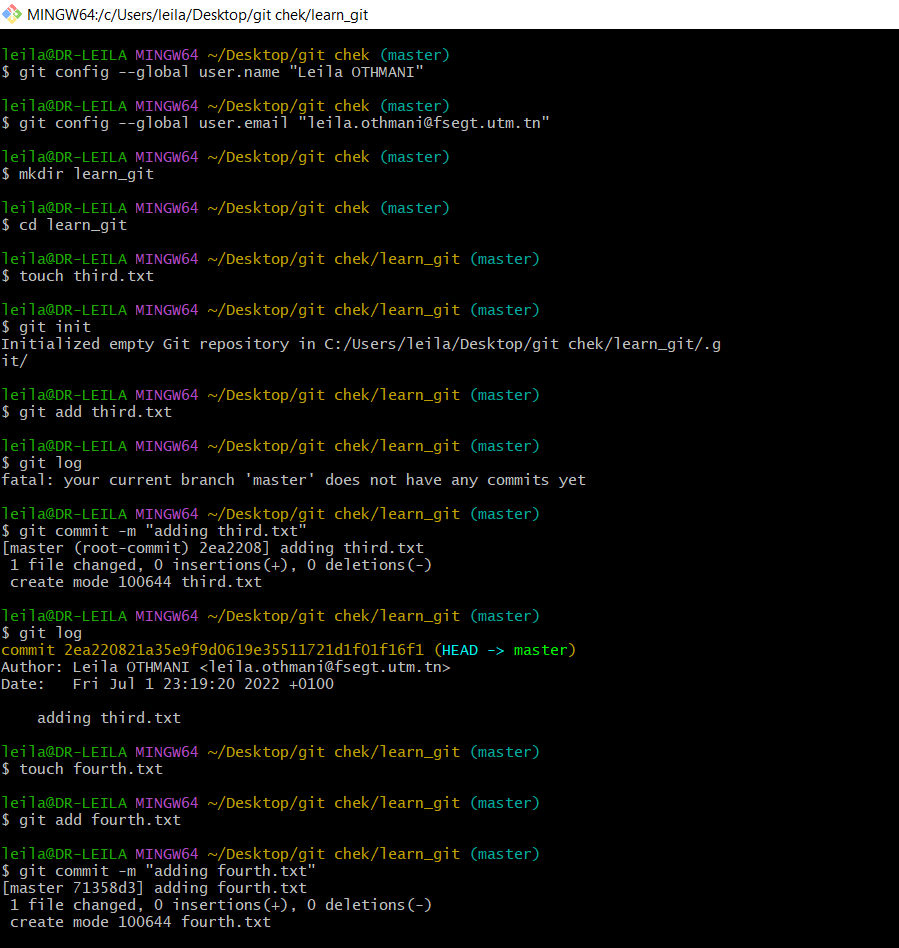 MINGW64:/c/Users/leila/Desktop/git chek/learn_git
leila@DR-LEILA MINGW64 ~/Desktop/git chek (master)
$ git config --global user.name "Leila OTHMANI"
leila@DR-LEILA MINGW64 ~/Desktop/git chek (master)
$ git config --global user.email "leila.othmani@fsegt.utm.tn"
leila@DR-LEILA MINGW64 ~/Desktop/git chek (master)
$ mkdir learn_git
leila@DR-LEILA MINGW64 ~/Desktop/git chek (master)
$ cd learn_git
leila@DR-LEILA MINGW64 ~/Desktop/git chek/learn_git (master)
$ touch third.txt
leila@DR-LEILA MINGW64 ~/Desktop/git chek/learn_git (master)
$ git init
Initialized empty Git repository in C:/Users/leila/Desktop/git chek/learn_git/.g
it/
leila@DR-LEILA MINGW64 ~/Desktop/git chek/learn_git (master)
$ git add third.txt
leila@DR-LEILA MINGW64 ~/Desktop/git chek/learn_git (master)
$ git log
fatal: your current branch 'master' does not have any commits yet
leila@DR-LEILA MINGW64 ~/Desktop/git chek/learn_git (master)
$ git commit -m "adding third.txt"
[master (root-commit) 2ea2208] adding third.txt
 1 file changed, 0 insertions(+), 0 deletions(-)
 create mode 100644 third.txt
leila@DR-LEILA MINGW64 ~/Desktop/git chek/learn_git (master)
$ git log
commit 2ea220821a35e9f9d0619e35511721d1f01f16f1 (HEAD -> master)
Author: Leila OTHMANI <leila.othmani@fsegt.utm.tn>
Date:   Fri Jul 1 23:19:20 2022 +0100
    adding third.txt
leila@DR-LEILA MINGW64 ~/Desktop/git chek/learn_git (master)
$ touch fourth.txt
leila@DR-LEILA MINGW64 ~/Desktop/git chek/learn_git (master)
$ git add fourth.txt
leila@DR-LEILA MINGW64 ~/Desktop/git chek/learn_git (master)
$ git commit -m "adding fourth.txt"
[master 71358d3] adding fourth.txt
 1 file changed, 0 insertions(+), 0 deletions(-)
 create mode 100644 fourth.txt